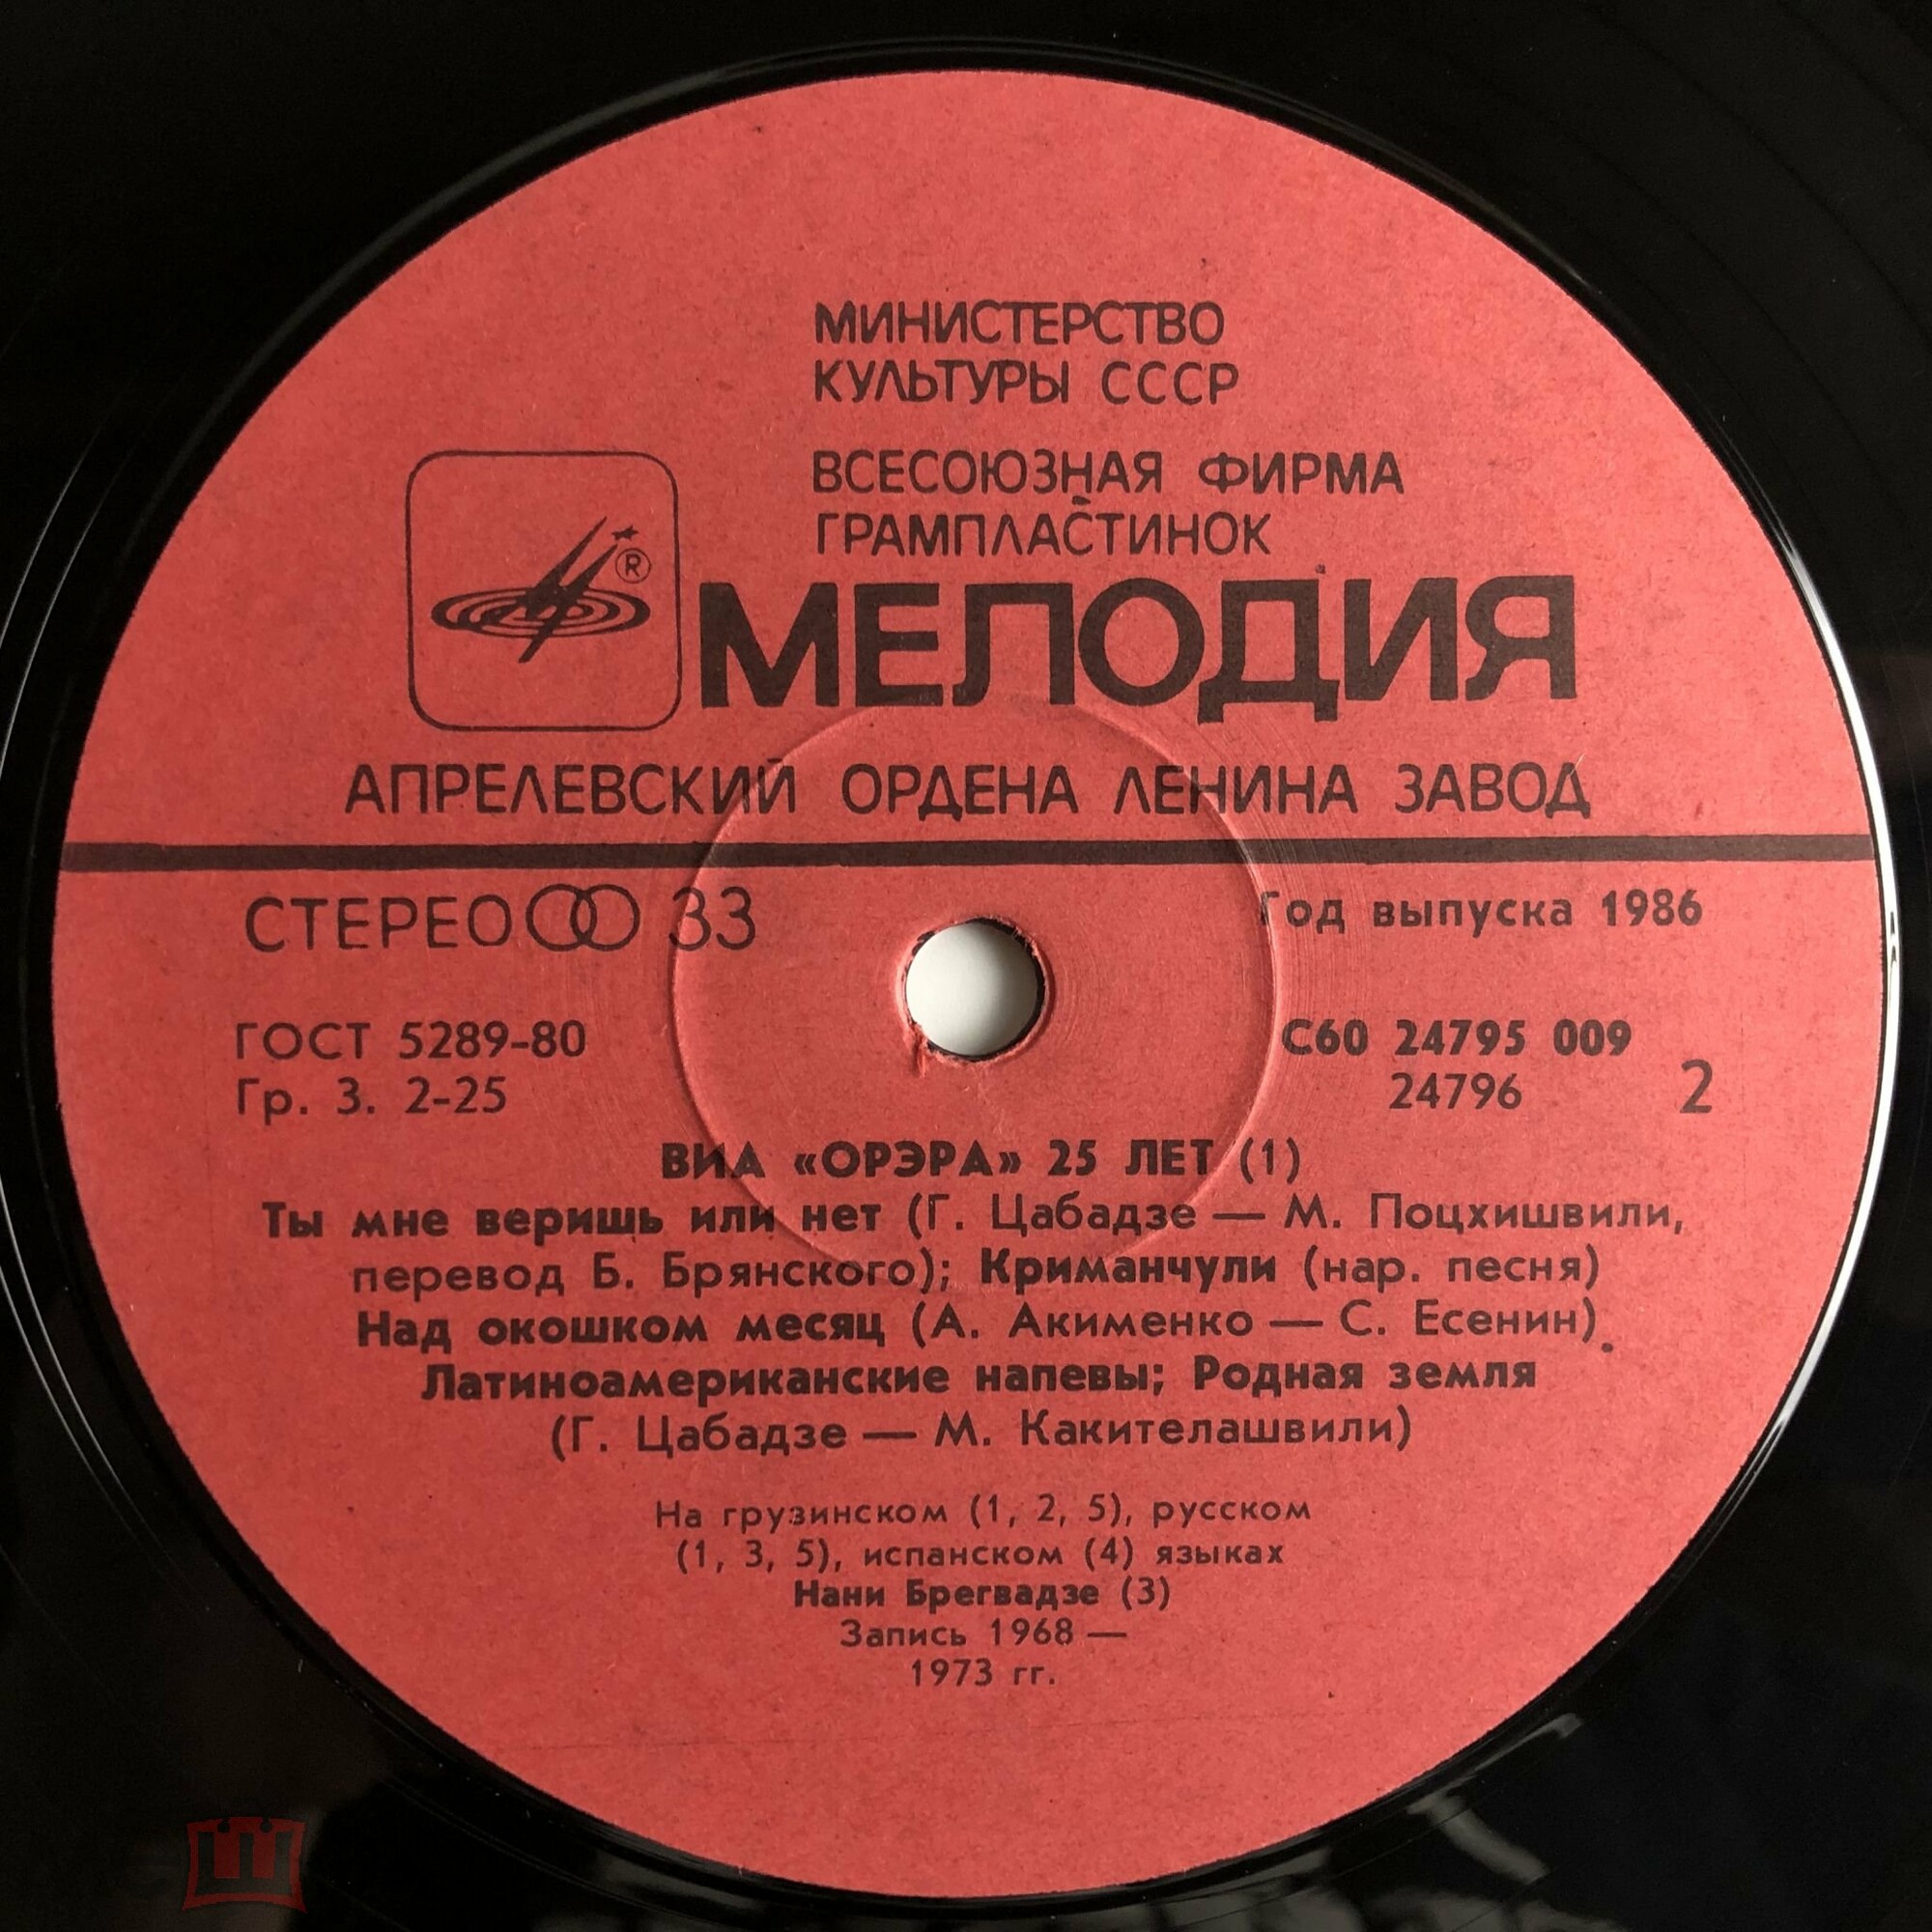 МИНИСТЕРСТВО
КУЛЬТУРЫ СССР
ВСЕСОЮЗНАЯ ФИРМА
ГРАМПЛАСТИНОК
®
МЕЛОДИЯ
АПРЕЛЕВСКИЙ ОРДЕНА ЛЕНИНА ЗАВОД
СТЕРЕО 33
Год выпуска 1986
ГОСТ 5289-80
Гр. 3. 2-25
С60 24795 009
24796
2
ВИА «ОРЭРА» 25 ЛЕТ (1)
Ты мне веришь или нет (Г. Цабадзе — М. Поцхишвили,
перевод Б. Брянского); Криманчули (нар. песня)
Над окошком месяц (А. Акименко — С. Есенин)
Латиноамериканские напевы; Родная земля
(Г. Цабадзе — М. Какителашвили)
На грузинском (1, 2, 5), русском
(1, 3, 5), испанском (4) языках
Нани Брегвадзе (3)
Запись 1968 —
1973 гг.